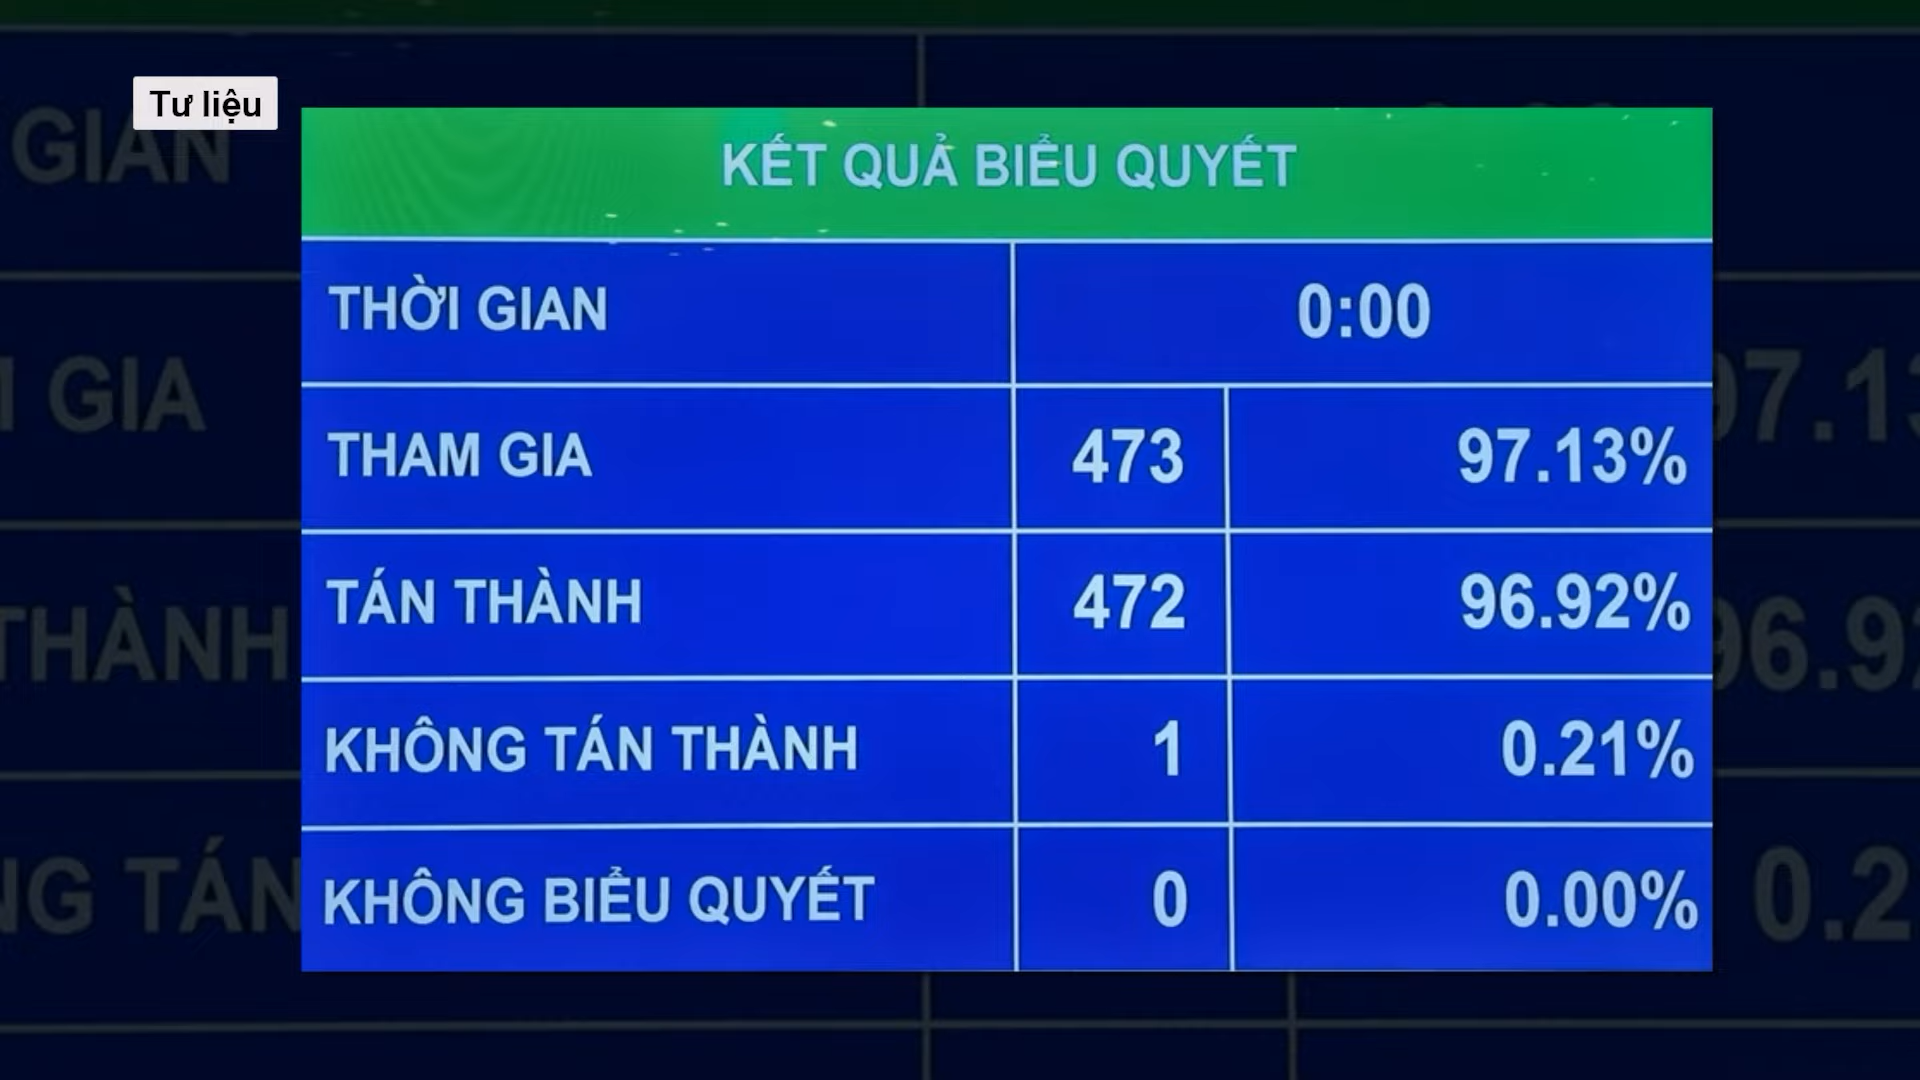 Tư liệu
KẾT QUẢ BIỂU QUYẾT
THỜI GIAN 0:00
THAM GIA 473 97.13%
TÁN THÀNH 472 96.92%
KHÔNG TÁN THÀNH 1 0.21%
KHÔNG BIỂU QUYẾT 0 0.00%